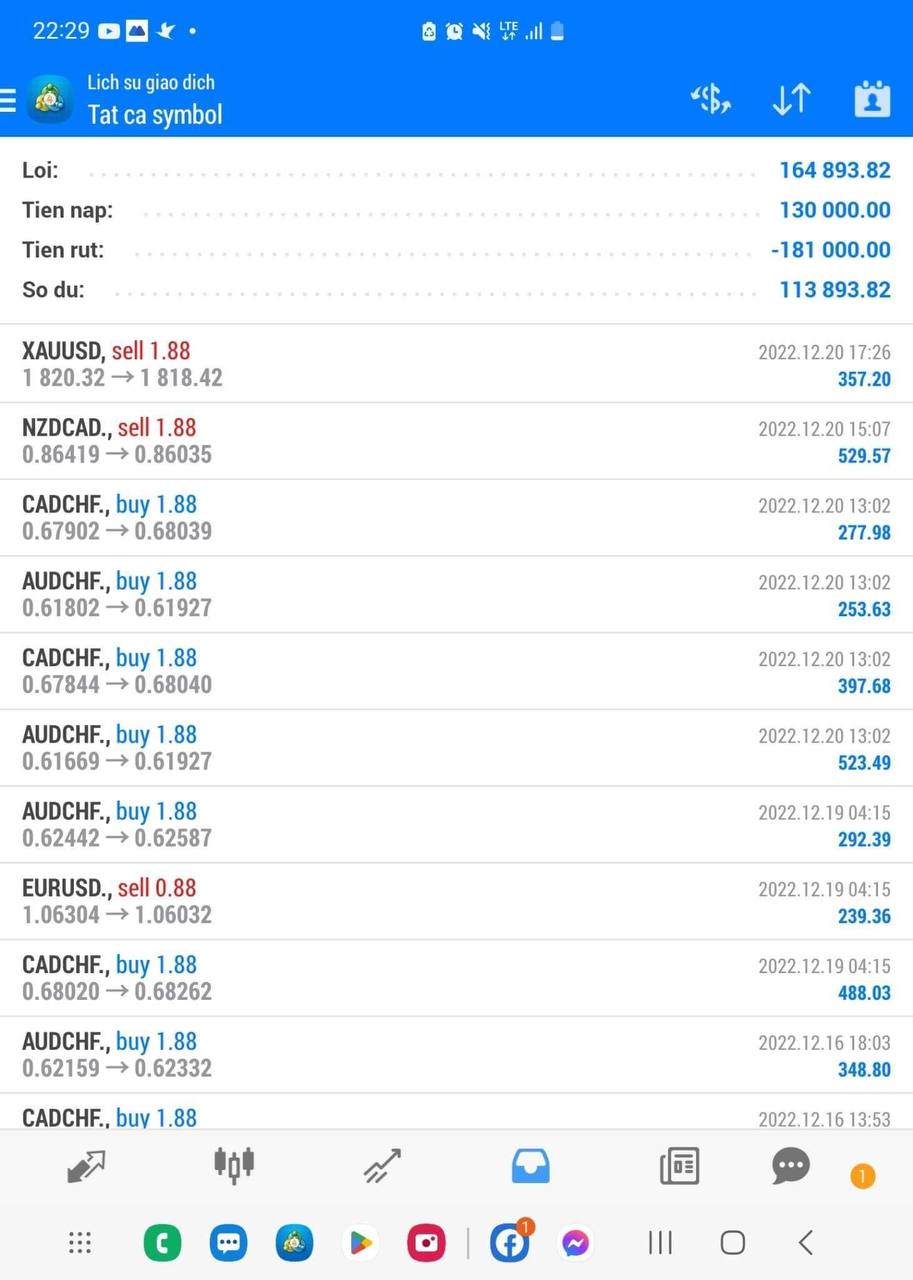 22:29
LTE
Lich su giao dich
Tat ca symbol
Loi: 164 893.82
Tien nap: 130 000.00
Tien rut: -181 000.00
So du: 113 893.82
XAUUSD, sell 1.88 2022.12.20 17:26
1 820.32 → 1 818.42 357.20
NZDCAD., sell 1.88 2022.12.20 15:07
0.86419 → 0.86035 529.57
CADCHF., buy 1.88 2022.12.20 13:02
0.67902 → 0.68039 277.98
AUDCHF., buy 1.88 2022.12.20 13:02
0.61802 → 0.61927 253.63
CADCHF., buy 1.88 2022.12.20 13:02
0.67844 → 0.68040 397.68
AUDCHF., buy 1.88 2022.12.20 13:02
0.61669 → 0.61927 523.49
AUDCHF., buy 1.88 2022.12.19 04:15
0.62442 → 0.62587 292.39
EURUSD., sell 0.88 2022.12.19 04:15
1.06304 → 1.06032 239.36
CADCHF., buy 1.88 2022.12.19 04:15
0.68020 → 0.68262 488.03
AUDCHF., buy 1.88 2022.12.16 18:03
0.62159 → 0.62332 348.80
CADCHF., buy 1.88 2022.12.16 13:53
1
1